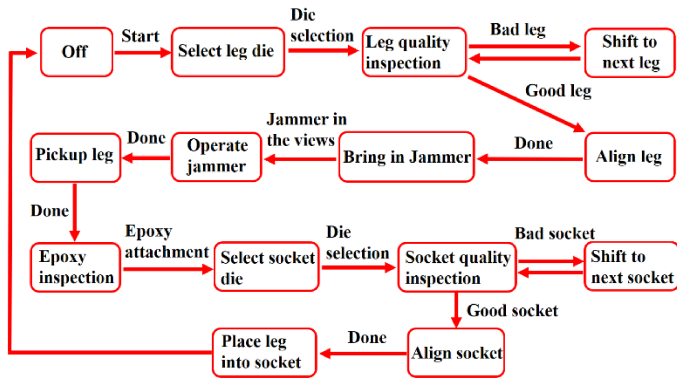 Off
Start
Select leg die
Die
selection
Leg quality
inspection
Bad leg
Shift to
next leg
Good leg
Align leg
Done
Bring in Jammer
Jammer in
the views
Operate
jammer
Done
Pickup leg
Done
Epoxy
inspection
Epoxy
attachment
Select socket
die
Die
selection
Socket quality
inspection
Bad socket
Shift to
next socket
Good socket
Align socket
Done
Place leg
into socket